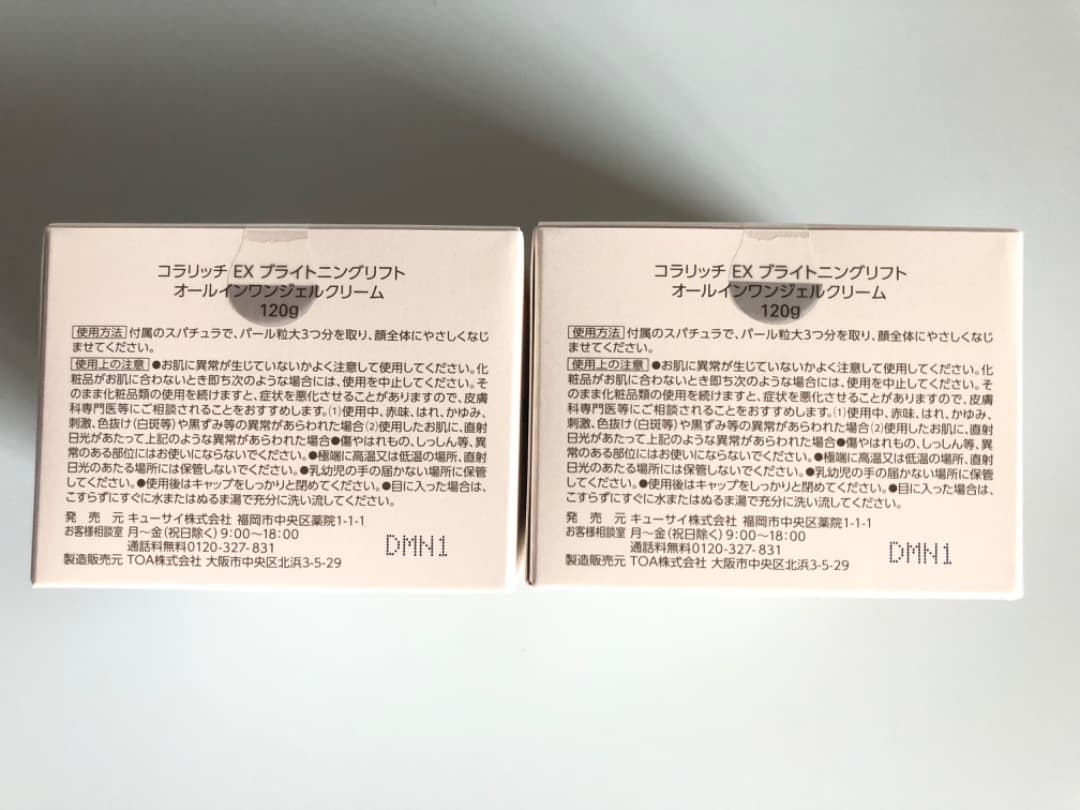 コラリッチ EX ブライトニングリフト
オールインワンジェルクリーム
120g
使用方法 付属のスパチュラで、パール粒大3つ分を取り、顔全体にやさしくなじ
ませてください。
使用上の注意 ●お肌に異常が生じていないかよく注意して使用してください。化
粧品がお肌に合わないとき即ち次のような場合には、使用を中止してください。そ
のまま化粧品類の使用を続けますと、症状を悪化させることがありますので、皮膚
科専門医等にご相談されることをおすすめします。(1)使用中、赤味、はれ、かゆみ、
刺激、色抜け(白斑等)や黒ずみ等の異常があらわれた場合(2)使用したお肌に、直射
日光があたって上記のような異常があらわれた場合●傷やはれもの、しっしん等、異
常のある部位にはお使いにならないでください。●極端に高温又は低温の場所、直射
日光のあたる場所には保管しないでください。●乳幼児の手の届かない場所に保管
してください。●使用後はキャップをしっかりと閉めてください。●目に入った場合は、
こすらずにすぐに水またはぬるま湯で充分に洗い流してください。
発売元 キューサイ株式会社 福岡市中央区薬院1-1-1
お客様相談室 月〜金(祝日除く)9:00〜18:00
通話料無料0120-327-831
製造販売元 TOA株式会社 大阪市中央区北浜3-5-29
DMN1
コラリッチ EX ブライトニングリフト
オールインワンジェルクリーム
120g
使用方法 付属のスパチュラで、パール粒大3つ分を取り、顔全体にやさしくなじ
ませてください。
使用上の注意 ●お肌に異常が生じていないかよく注意して使用してください。化
粧品がお肌に合わないとき即ち次のような場合には、使用を中止してください。そ
のまま化粧品類の使用を続けますと、症状を悪化させることがありますので、皮膚
科専門医等にご相談されることをおすすめします。(1)使用中、赤味、はれ、かゆみ、
刺激、色抜け(白斑等)や黒ずみ等の異常があらわれた場合(2)使用したお肌に、直射
日光があたって上記のような異常があらわれた場合●傷やはれもの、しっしん等、異
常のある部位にはお使いにならないでください。●極端に高温又は低温の場所、直射
日光のあたる場所には保管しないでください。●乳幼児の手の届かない場所に保管
してください。●使用後はキャップをしっかりと閉めてください。●目に入った場合は、
こすらずにすぐに水またはぬるま湯で充分に洗い流してください。
発売元 キューサイ株式会社 福岡市中央区薬院1-1-1
お客様相談室 月〜金(祝日除く)9:00〜18:00
通話料無料0120-327-831
製造販売元 TOA株式会社 大阪市中央区北浜3-5-29
DMN1